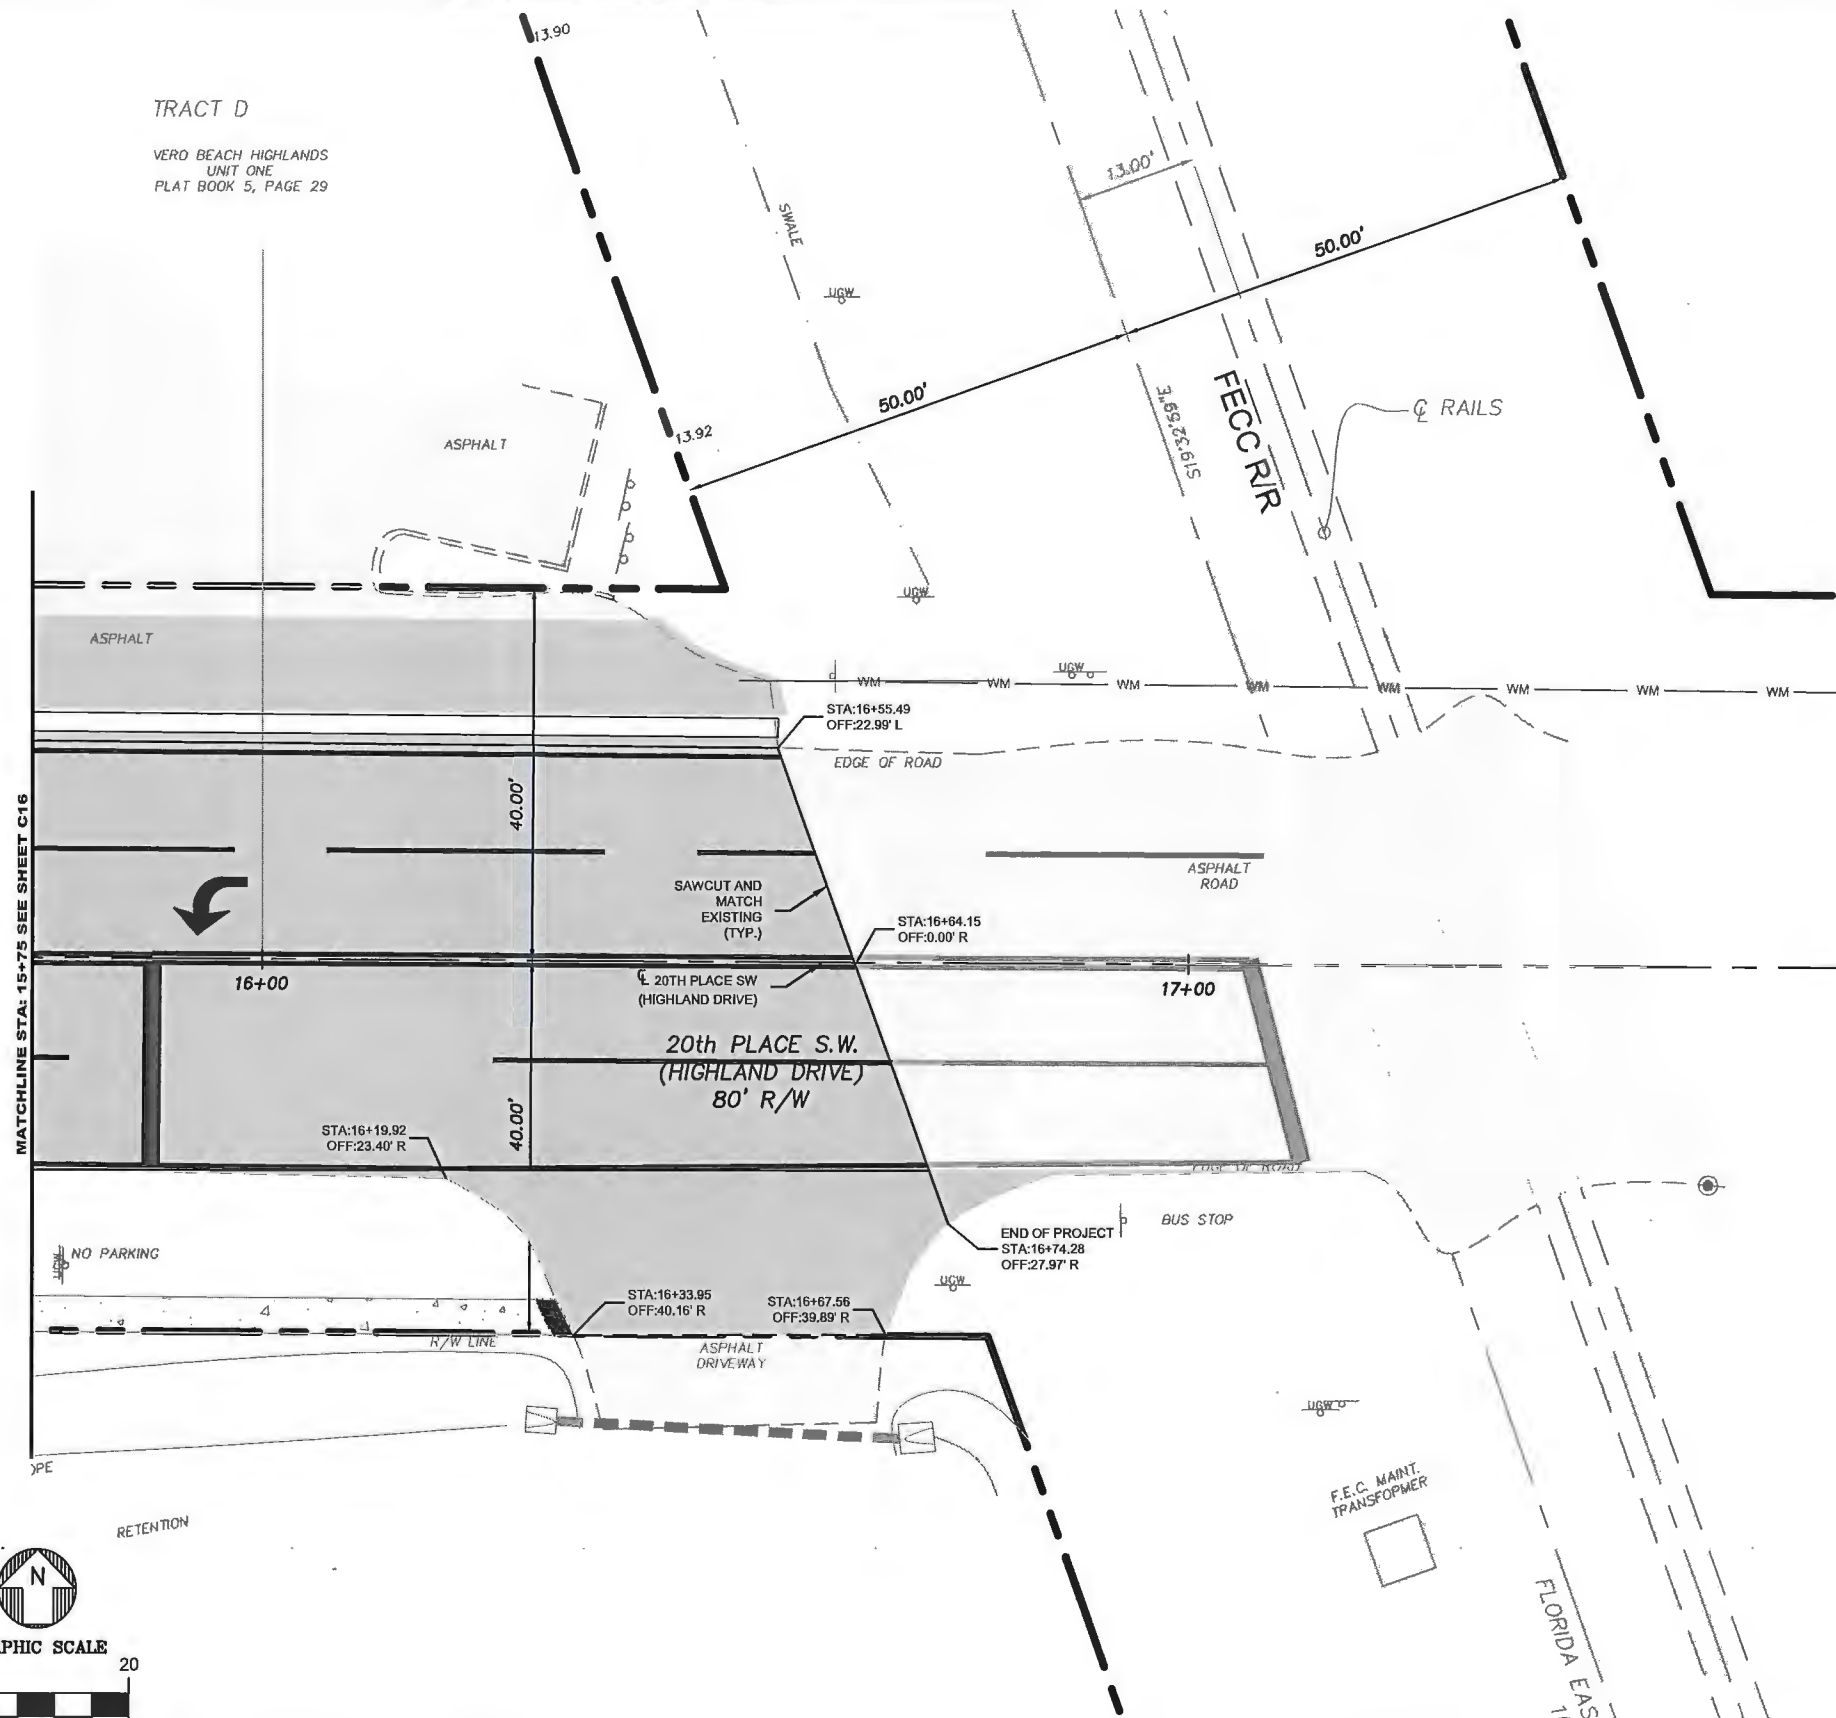 13.90
TRACT D
VERO BEACH HIGHLANDS
UNIT ONE
PLAT BOOK 5, PAGE 29
SWALE
13.00'
50.00'
UGW
50.00'
S19°32'59"E
FECC R/R
℄ RAILS
13.92
ASPHALT
UGW
ASPHALT
UGW
WM
WM
WM
WM
WM
WM
WM
WM
STA:16+55.49
OFF:22.99' L
EDGE OF ROAD
40.00'
ASPHALT
ROAD
SAWCUT AND
MATCH
EXISTING
(TYP.)
STA:16+64.15
OFF:0.00' R
MATCHLINE STA: 15+75 SEE SHEET C16
16+00
℄ 20TH PLACE SW
(HIGHLAND DRIVE)
17+00
20th PLACE S.W.
(HIGHLAND DRIVE)
80' R/W
40.00'
STA:16+19.92
OFF:23.40' R
EDGE OF ROAD
BUS STOP
END OF PROJECT
STA:16+74.28
OFF:27.97' R
NO PARKING
UGW
UGW
STA:16+33.95
OFF:40.16' R
STA:16+67.56
OFF:39.89' R
R/W LINE
ASPHALT
DRIVEWAY
UGW
OPE
F.E.C. MAINT.
TRANSFOPMER
RETENTION
N
APHIC SCALE
20
FLORIDA EAS